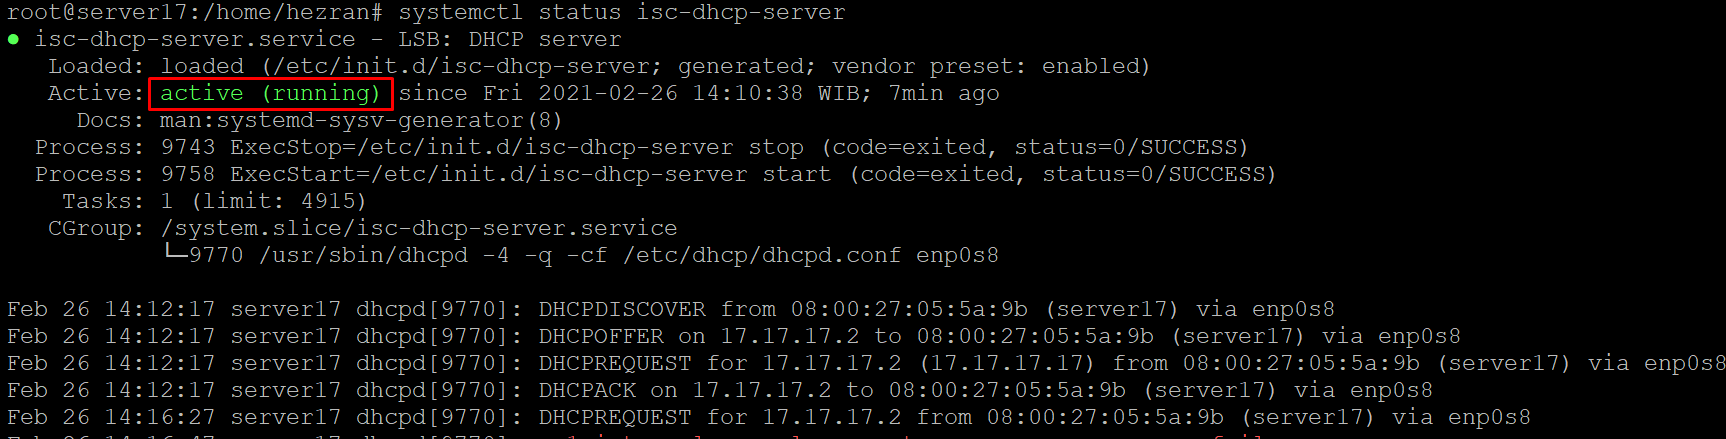 root@server17:/home/hezran# systemctl status isc-dhcp-server
● isc-dhcp-server.service - LSB: DHCP server
Loaded: loaded (/etc/init.d/isc-dhcp-server; generated; vendor preset: enabled)
Active: active (running) since Fri 2021-02-26 14:10:38 WIB; 7min ago
Docs: man:systemd-sysv-generator(8)
Process: 9743 ExecStop=/etc/init.d/isc-dhcp-server stop (code=exited, status=0/SUCCESS)
Process: 9758 ExecStart=/etc/init.d/isc-dhcp-server start (code=exited, status=0/SUCCESS)
Tasks: 1 (limit: 4915)
CGroup: /system.slice/isc-dhcp-server.service
└─9770 /usr/sbin/dhcpd -4 -q -cf /etc/dhcp/dhcpd.conf enp0s8
Feb 26 14:12:17 server17 dhcpd[9770]: DHCPDISCOVER from 08:00:27:05:5a:9b (server17) via enp0s8
Feb 26 14:12:17 server17 dhcpd[9770]: DHCPOFFER on 17.17.17.2 to 08:00:27:05:5a:9b (server17) via enp0s8
Feb 26 14:12:17 server17 dhcpd[9770]: DHCPREQUEST for 17.17.17.2 (17.17.17.17) from 08:00:27:05:5a:9b (server17) via enp0s8
Feb 26 14:12:17 server17 dhcpd[9770]: DHCPACK on 17.17.17.2 to 08:00:27:05:5a:9b (server17) via enp0s8
Feb 26 14:16:27 server17 dhcpd[9770]: DHCPREQUEST for 17.17.17.2 from 08:00:27:05:5a:9b (server17) via enp0s8
Feb 26 14:16:47 server17 dhcpd[9770]: